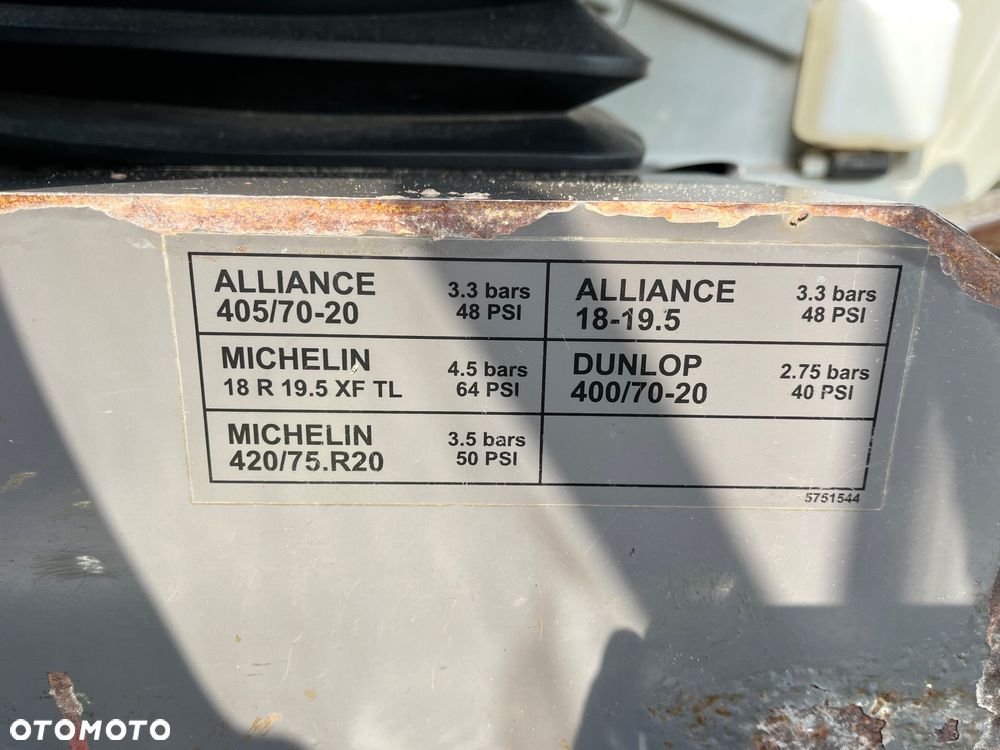 ALLIANCE
405/70-20
3.3 bars
48 PSI
ALLIANCE
18-19.5
3.3 bars
48 PSI
MICHELIN
18 R 19.5 XF TL
4.5 bars
64 PSI
DUNLOP
400/70-20
2.75 bars
40 PSI
MICHELIN
420/75.R20
3.5 bars
50 PSI
5751544
OTOMOTO